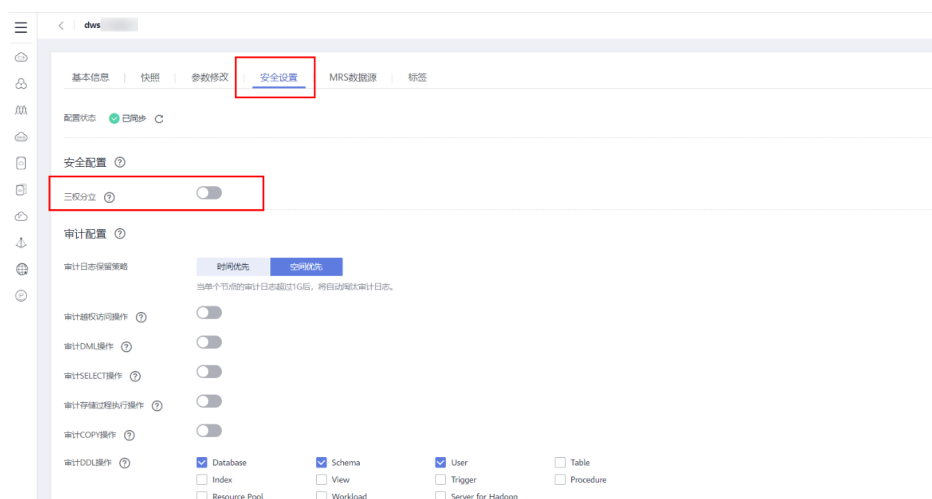 dws
基本信息 快照 参数修改 安全设置 MRS数据源 标签
配置状态 已同步
安全配置
三权分立
审计配置
审计日志保留策略 时间优先 空间优先
当单个节点的审计日志超过1G后，将自动淘汰审计日志。
审计越权访问操作
审计DML操作
审计SELECT操作
审计存储过程执行操作
审计COPY操作
审计DDL操作 Database Schema User Table
Index View Trigger Procedure
Resource Pool Workload Server for Hadoop